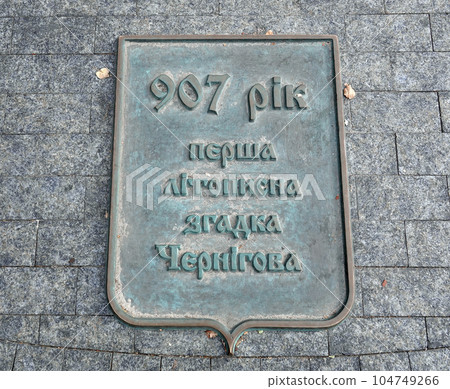 907 рік
перша
літописна
згадка
Чернігова
104749266